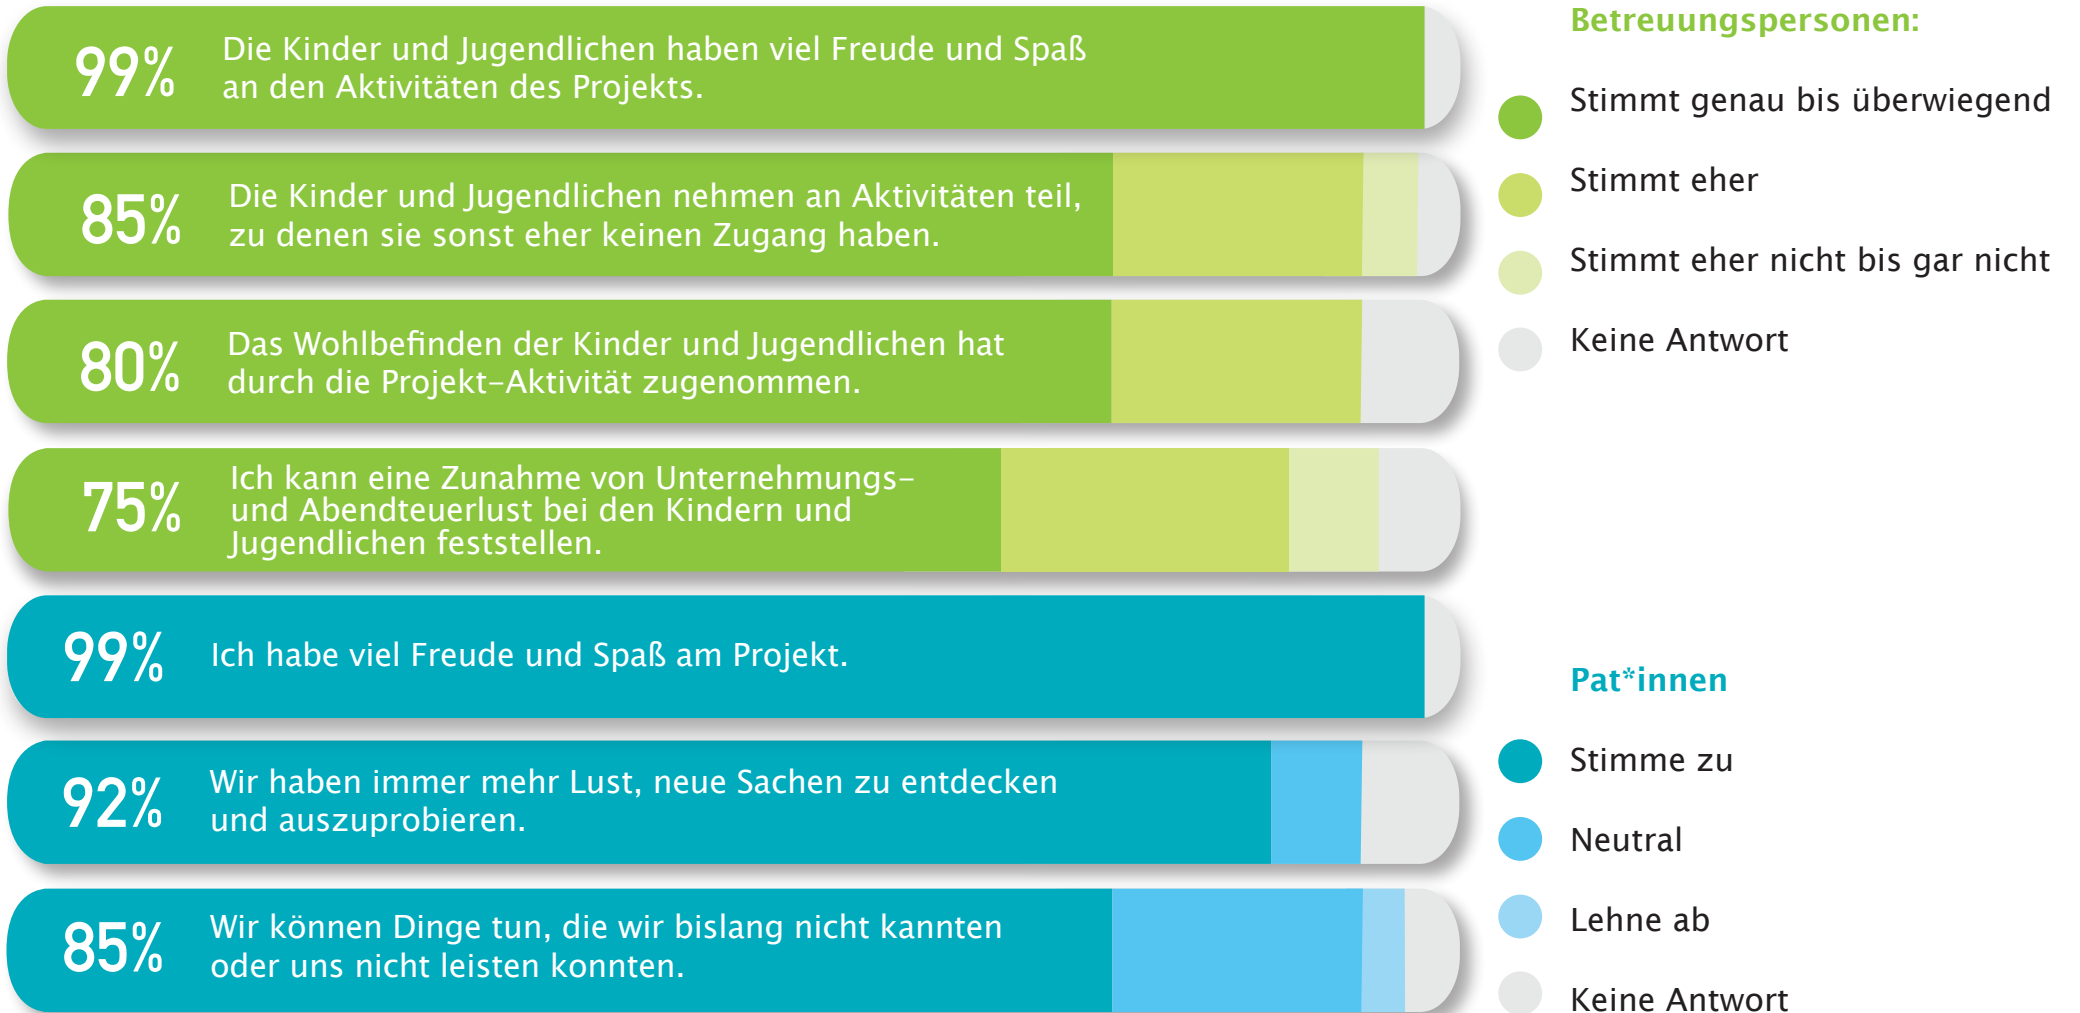 99%
Die Kinder und Jugendlichen haben viel Freude und Spaß
an den Aktivitäten des Projekts.
85%
Die Kinder und Jugendlichen nehmen an Aktivitäten teil,
zu denen sie sonst eher keinen Zugang haben.
80%
Das Wohlbefinden der Kinder und Jugendlichen hat
durch die Projekt-Aktivität zugenommen.
75%
Ich kann eine Zunahme von Unternehmungs-
und Abendteuerlust bei den Kindern und
Jugendlichen feststellen.
99%
Ich habe viel Freude und Spaß am Projekt.
92%
Wir haben immer mehr Lust, neue Sachen zu entdecken
und auszuprobieren.
85%
Wir können Dinge tun, die wir bislang nicht kannten
oder uns nicht leisten konnten.
Betreuungspersonen:
Stimmt genau bis überwiegend
Stimmt eher
Stimmt eher nicht bis gar nicht
Keine Antwort
Pat*innen
Stimme zu
Neutral
Lehne ab
Keine Antwort